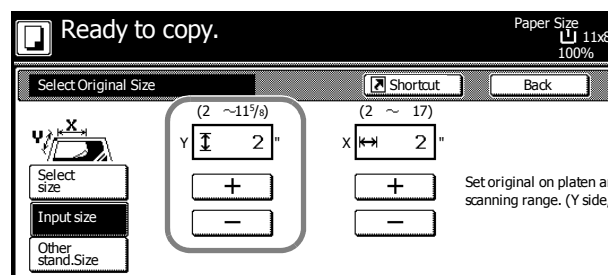 Ready to copy.
Paper Size
11x8
100%
Select Original Size
Shortcut
Back
(2 ～11⁵/₈)
(2 ～ 17)
Y 2 "
X 2 "
Y X
Select
size
+
+
Set original on platen a
scanning range. (Y side,
Input size
−
−
Other
stand.Size